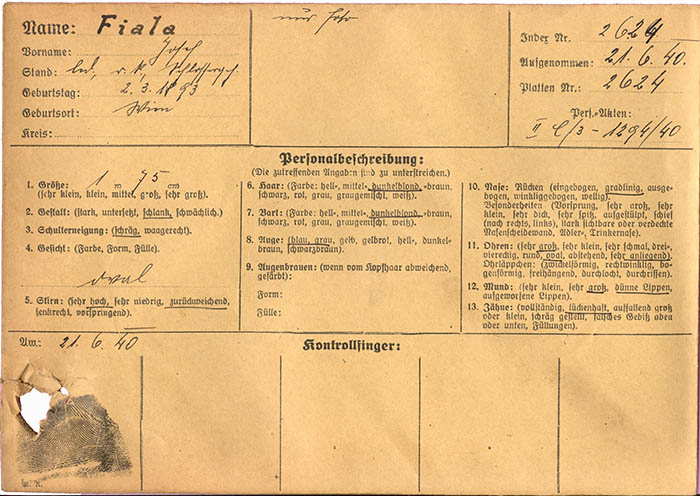 Name: Fiala
Vorname: Josef
Stand: led, r. k, Schlosserg.
Geburtstag: 2. 3. 1893
Geburtsort: Wien
Kreis:
nur Foto
Index Nr. 2624
Aufgenommen: 21. 6. 40.
Platten Nr.: 2624
Pers.-Akten:
II C/3 - 1294/40
Personalbeschreibung:
(Die zutreffenden Angaben sind zu unterstreichen).
1. Größe: 1 m 75 cm
(sehr klein, klein, mittel, groß, sehr groß).
2. Gestalt: (stark, untersetzt, schlank, schwächlich).
3. Schulterneigung: (schräg, waagerecht).
4. Gesicht: (Farbe, Form, Fülle).
oval
5. Stirn: (sehr hoch, sehr niedrig, zurückweichend,
senkrecht, vorspringend).
6. Haar: (Farbe: hell-, mittel-, dunkelblond, -braun,
schwarz, rot, grau, graugemischt, weiß).
7. Bart: (Farbe: hell-, mittel-, dunkelblond, -braun,
schwarz, rot, grau, graugemischt, weiß).
8. Auge: (blau, grau, gelb, gelbrot, hell-, dunkel-
braun, schwarzbraun).
9. Augenbrauen: (wenn vom Kopfhaar abweichend,
gefärbt):
Form:
Fülle:
10. Nase: Rücken (eingebogen, gradlinig, ausge-
bogen, winkliggebogen, wellig).
Besonderheiten (Vorsprung, sehr groß, sehr
klein, sehr dick, sehr spitz, aufgestülpt, schief
(nach rechts, links), stark sichtbare oder verdeckte
Nasenscheidewand, Adler-, Trinkernase).
11. Ohren: (sehr groß, sehr klein, sehr schmal, drei-
viereckig, rund, oval, abstehend, sehr anliegend).
Ohrläppchen: (zwickelförmig, rechtwinklig, bo-
genförmig, freihängend, durchlocht, durchrissen).
12. Mund: (sehr klein, sehr groß, dünne Lippen,
aufgeworfene Lippen).
13. Zähne: (vollständig, lückenhaft, auffallend groß
oder klein, schräg gestellt, falsches Gebiß oben
oder unten, Füllungen).
Am: 21. 6. 40
Kontrollfinger: